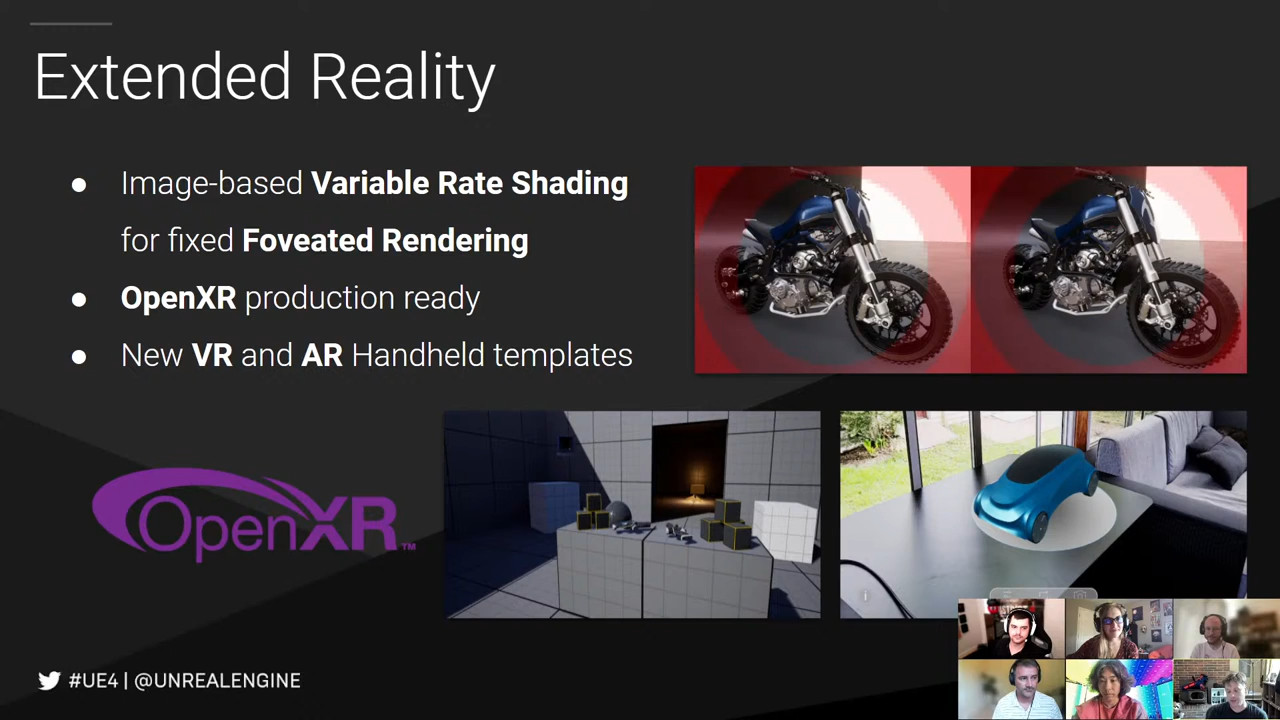 Extended Reality
● Image-based Variable Rate Shading
for fixed Foveated Rendering
● OpenXR production ready
● New VR and AR Handheld templates
OpenXR™
#UE4 | @UNREALENGINE